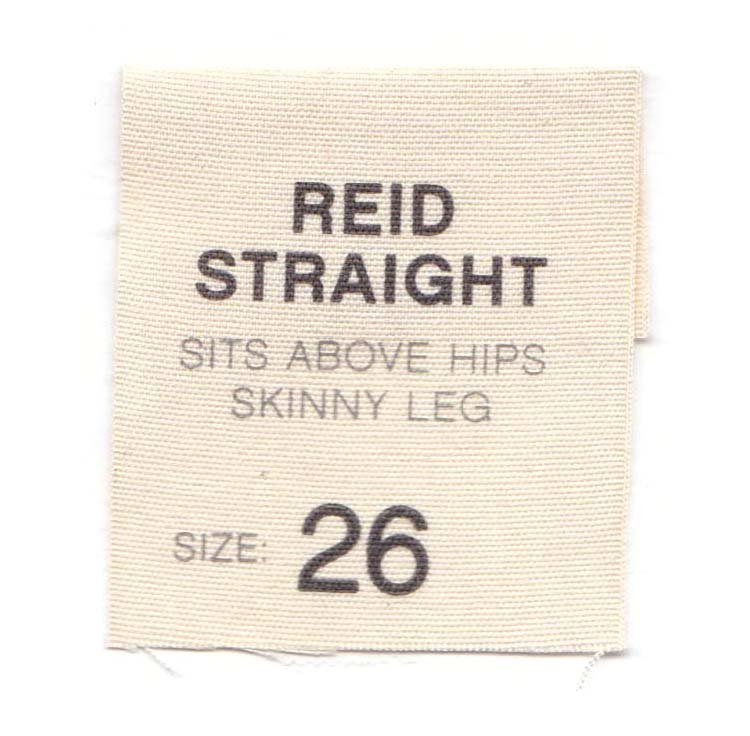 REID
STRAIGHT
SITS ABOVE HIPS
SKINNY LEG
SIZE: 26